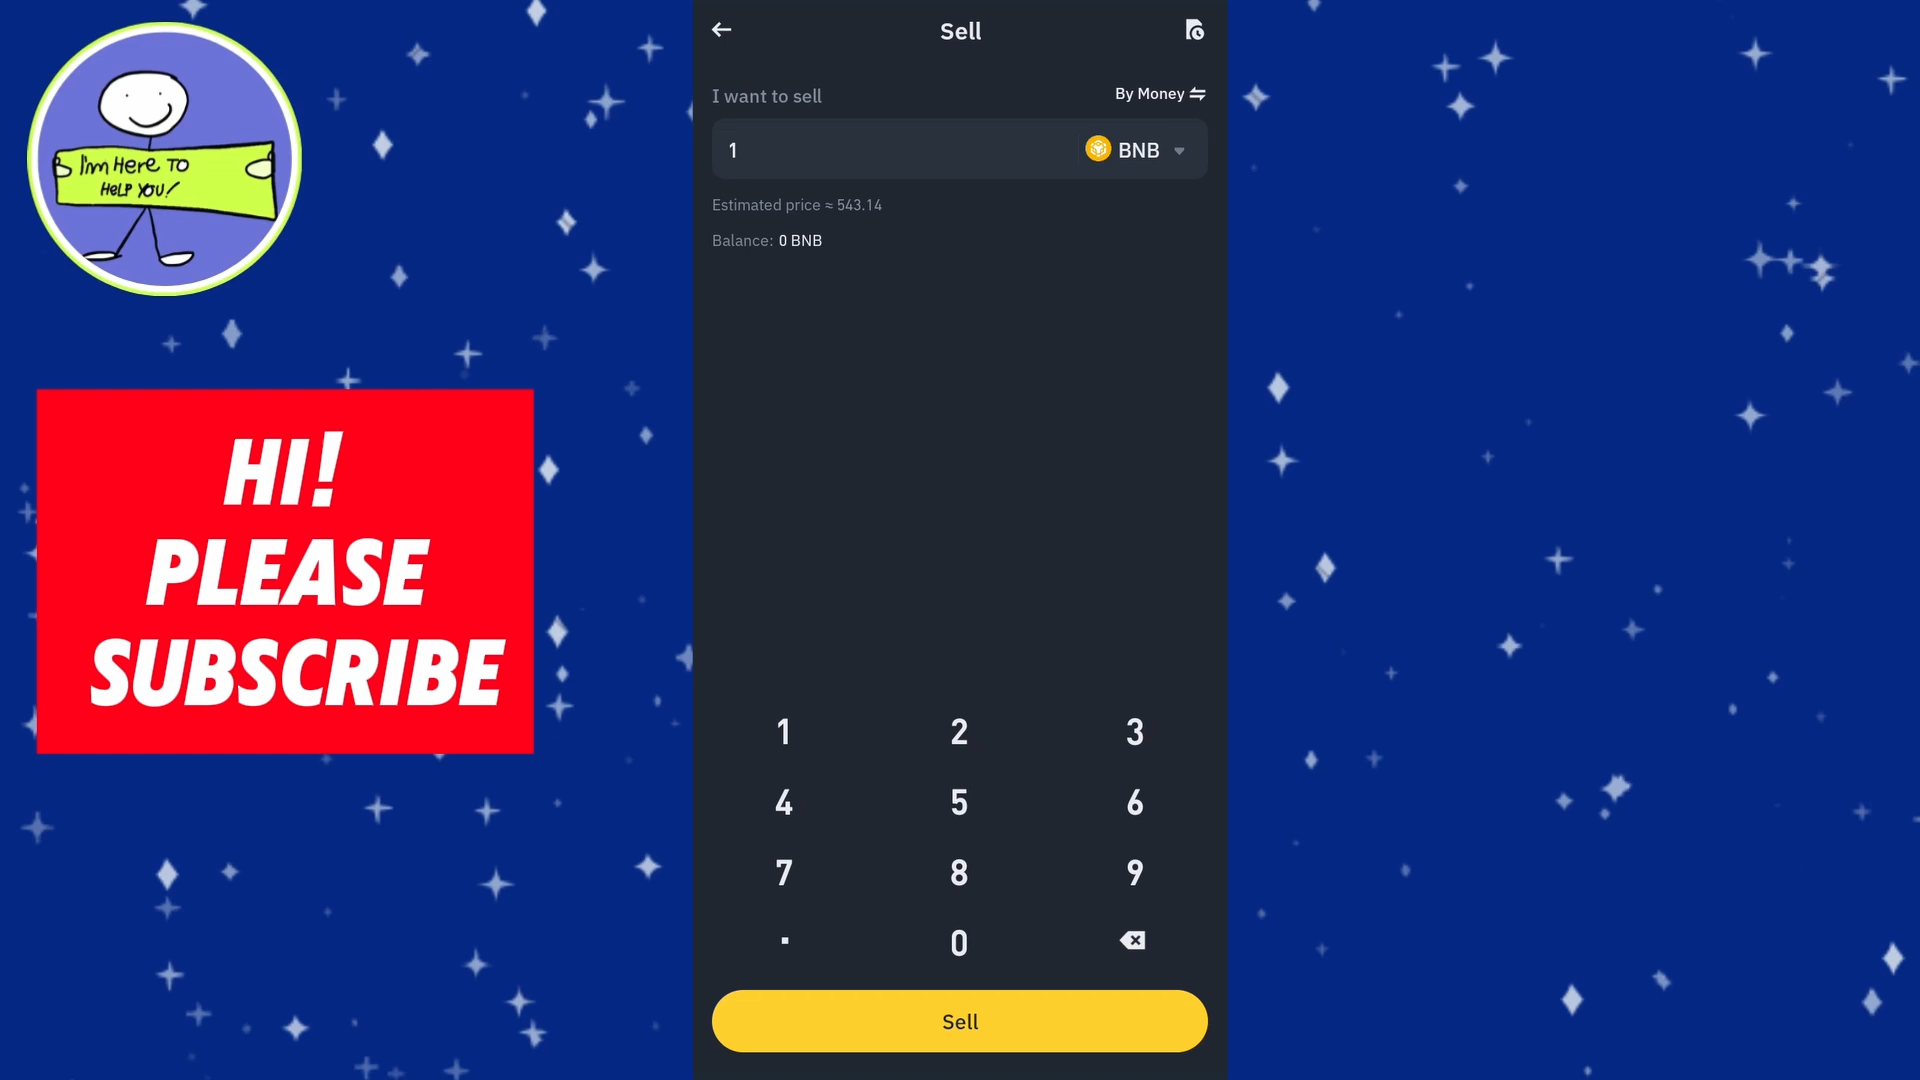 I'm Here To
HeLP YOU!
HI!
PLEASE
SUBSCRIBE
Sell
I want to sell
By Money
1
BNB
Estimated price ≈ 543.14
Balance: 0 BNB
1 2 3
4 5 6
7 8 9
. 0
Sell